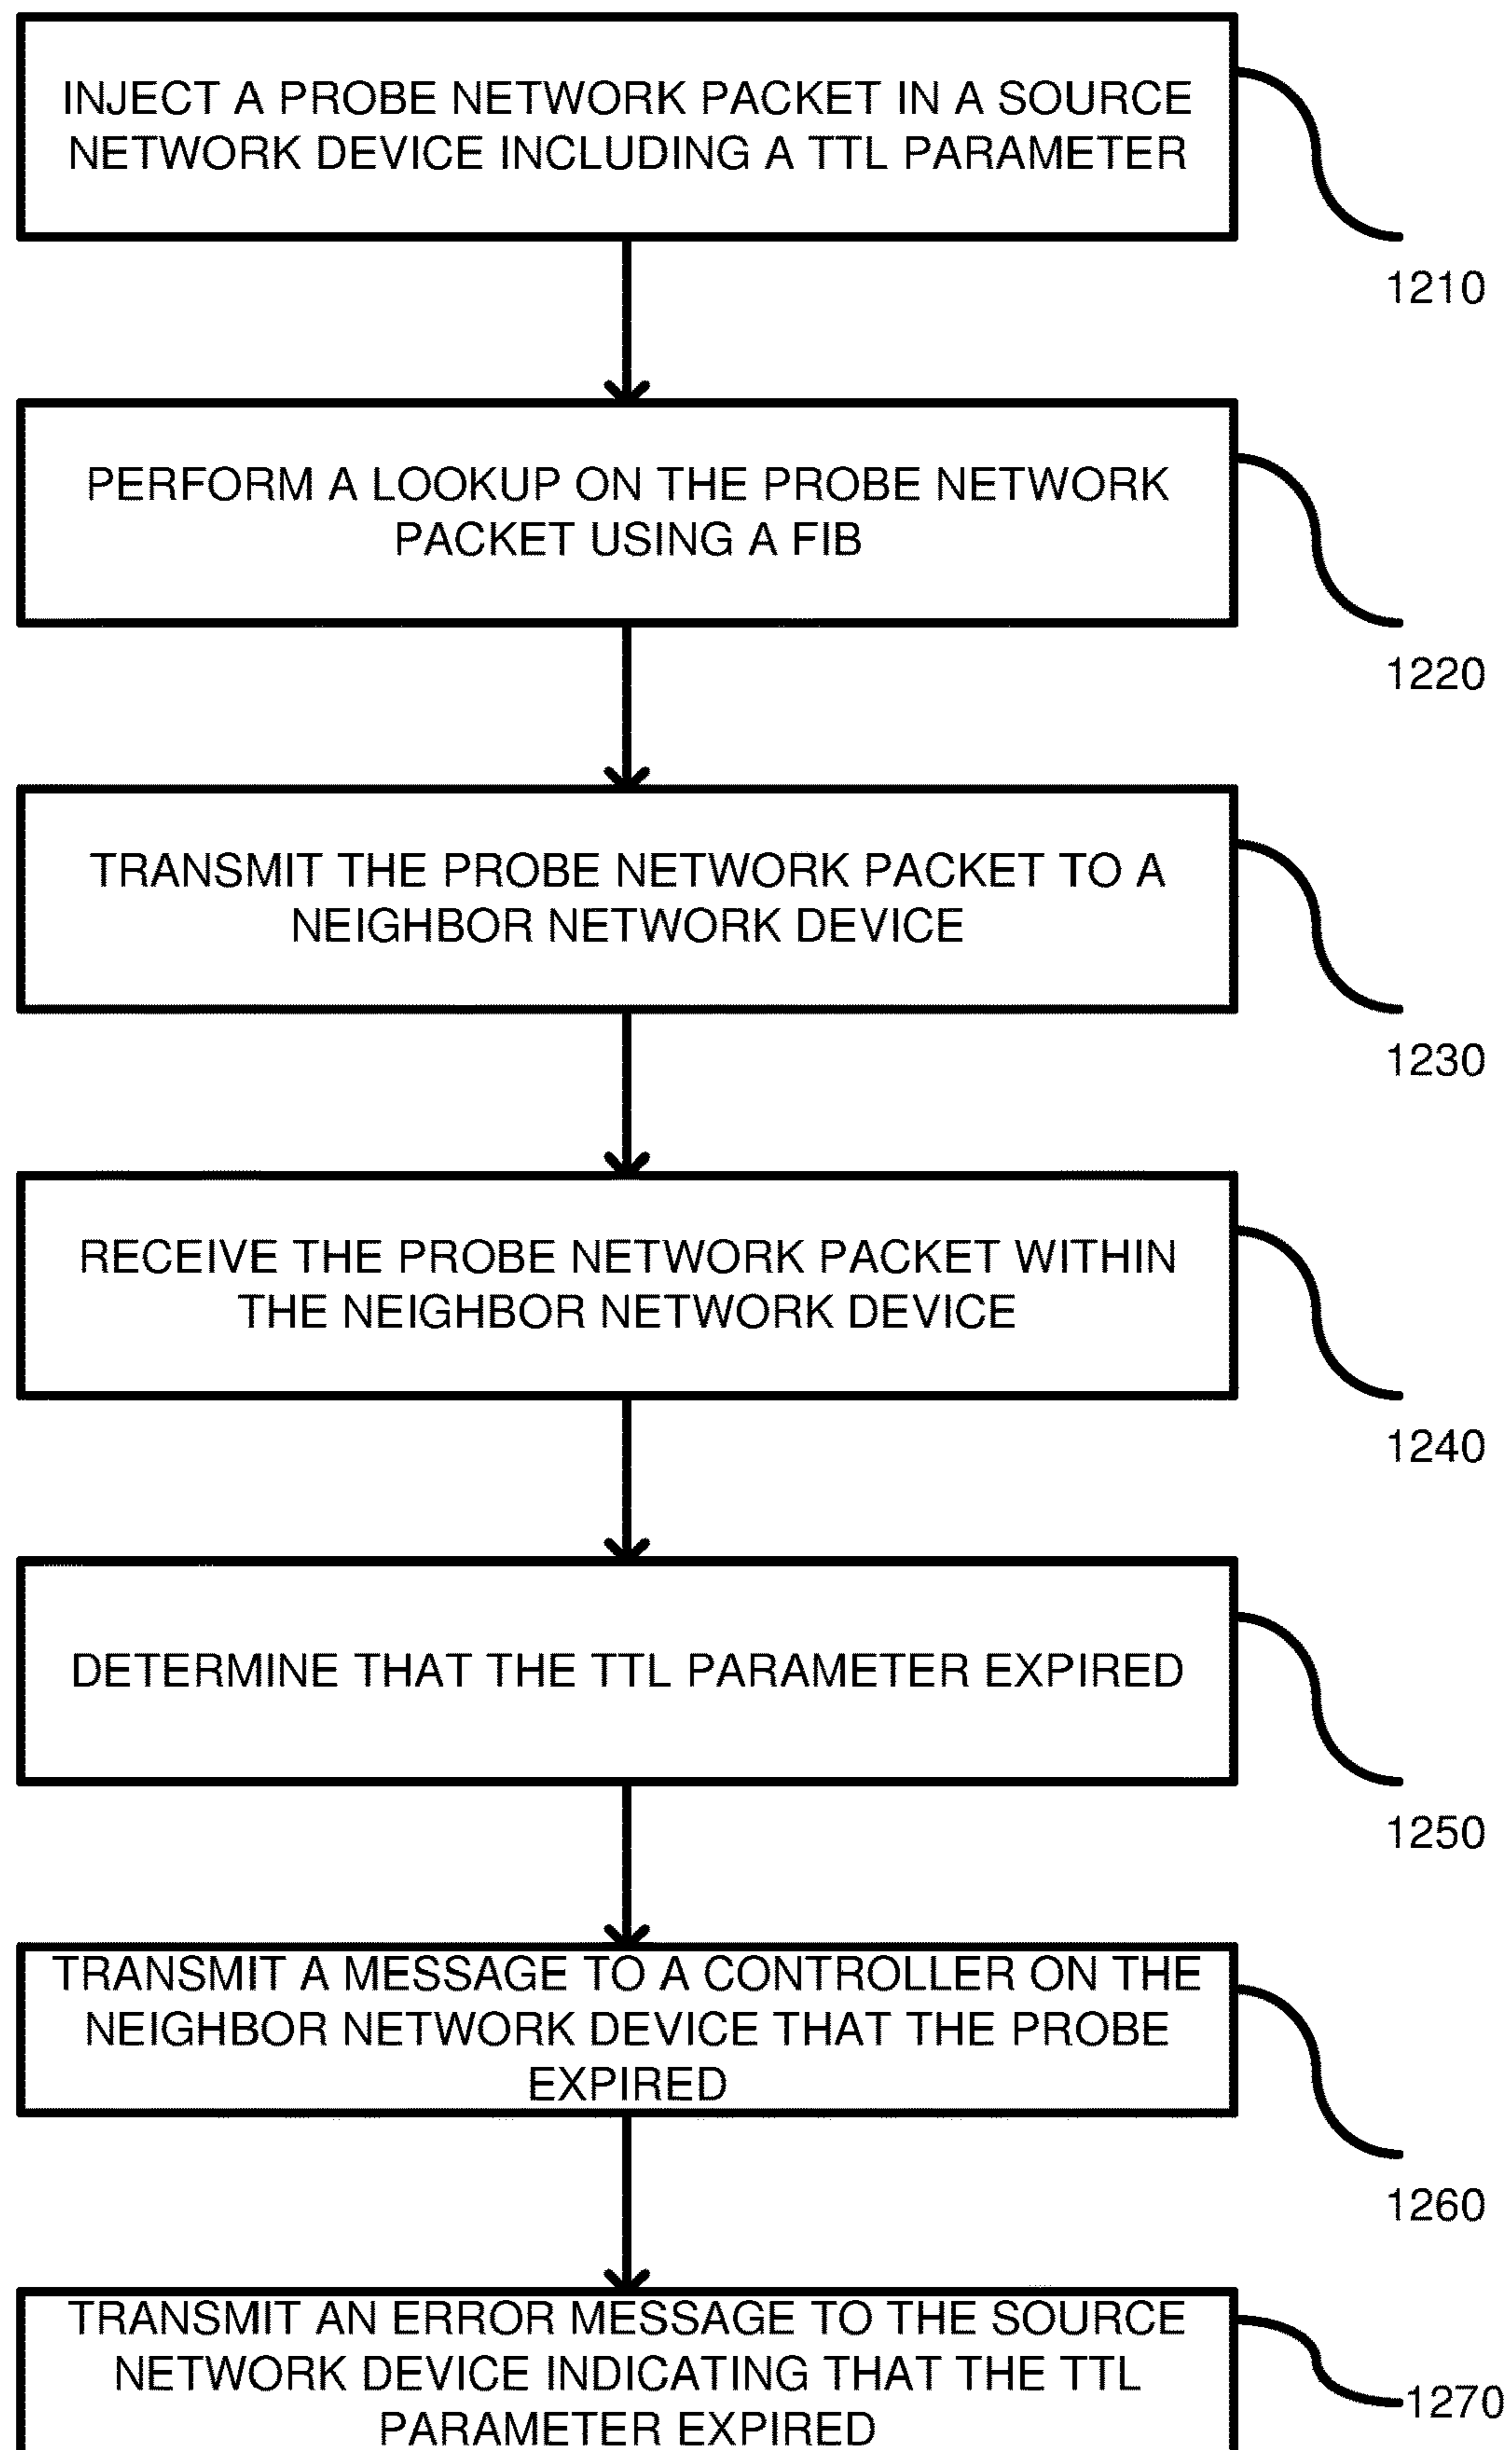 INJECT A PROBE NETWORK PACKET IN A SOURCE
NETWORK DEVICE INCLUDING A TTL PARAMETER
1210
PERFORM A LOOKUP ON THE PROBE NETWORK
PACKET USING A FIB
1220
TRANSMIT THE PROBE NETWORK PACKET TO A
NEIGHBOR NETWORK DEVICE
1230
RECEIVE THE PROBE NETWORK PACKET WITHIN
THE NEIGHBOR NETWORK DEVICE
1240
DETERMINE THAT THE TTL PARAMETER EXPIRED
1250
TRANSMIT A MESSAGE TO A CONTROLLER ON THE
NEIGHBOR NETWORK DEVICE THAT THE PROBE
EXPIRED
1260
TRANSMIT AN ERROR MESSAGE TO THE SOURCE
NETWORK DEVICE INDICATING THAT THE TTL
PARAMETER EXPIRED
1270